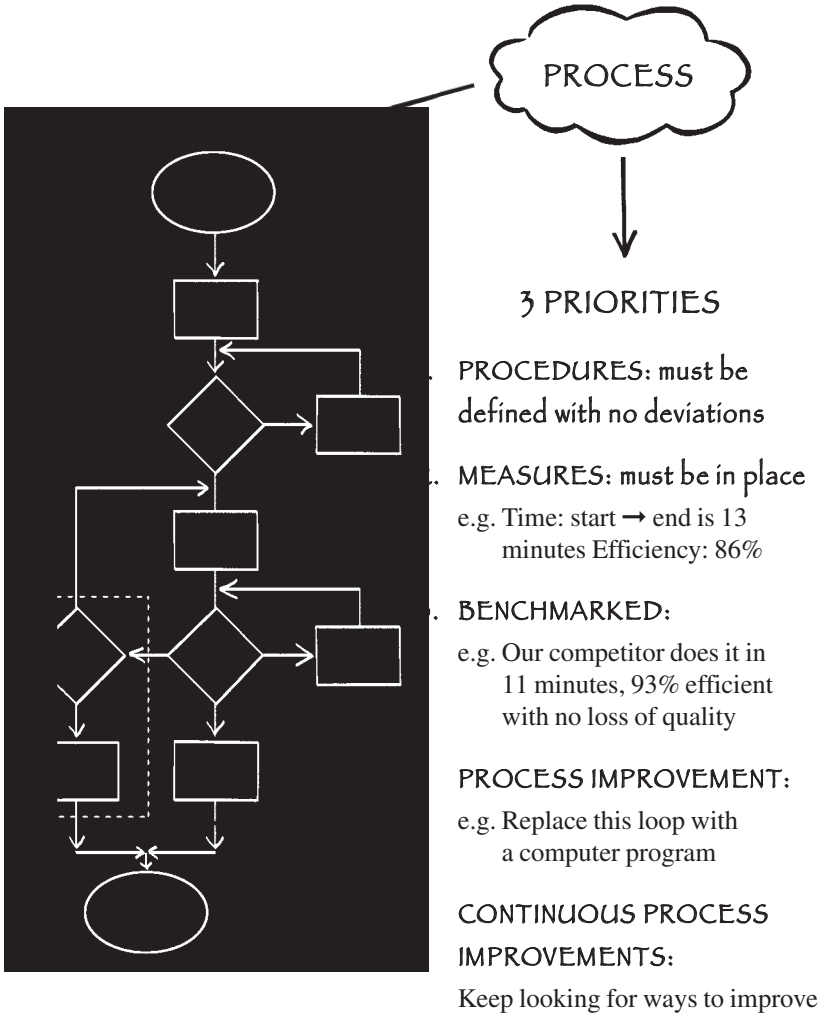 PROCESS
3 PRIORITIES
PROCEDURES: must be
defined with no deviations
MEASURES: must be in place
e.g. Time: start → end is 13
minutes Efficiency: 86%
BENCHMARKED:
e.g. Our competitor does it in
11 minutes, 93% efficient
with no loss of quality
PROCESS IMPROVEMENT:
e.g. Replace this loop with
a computer program
CONTINUOUS PROCESS
IMPROVEMENTS:
Keep looking for ways to improve